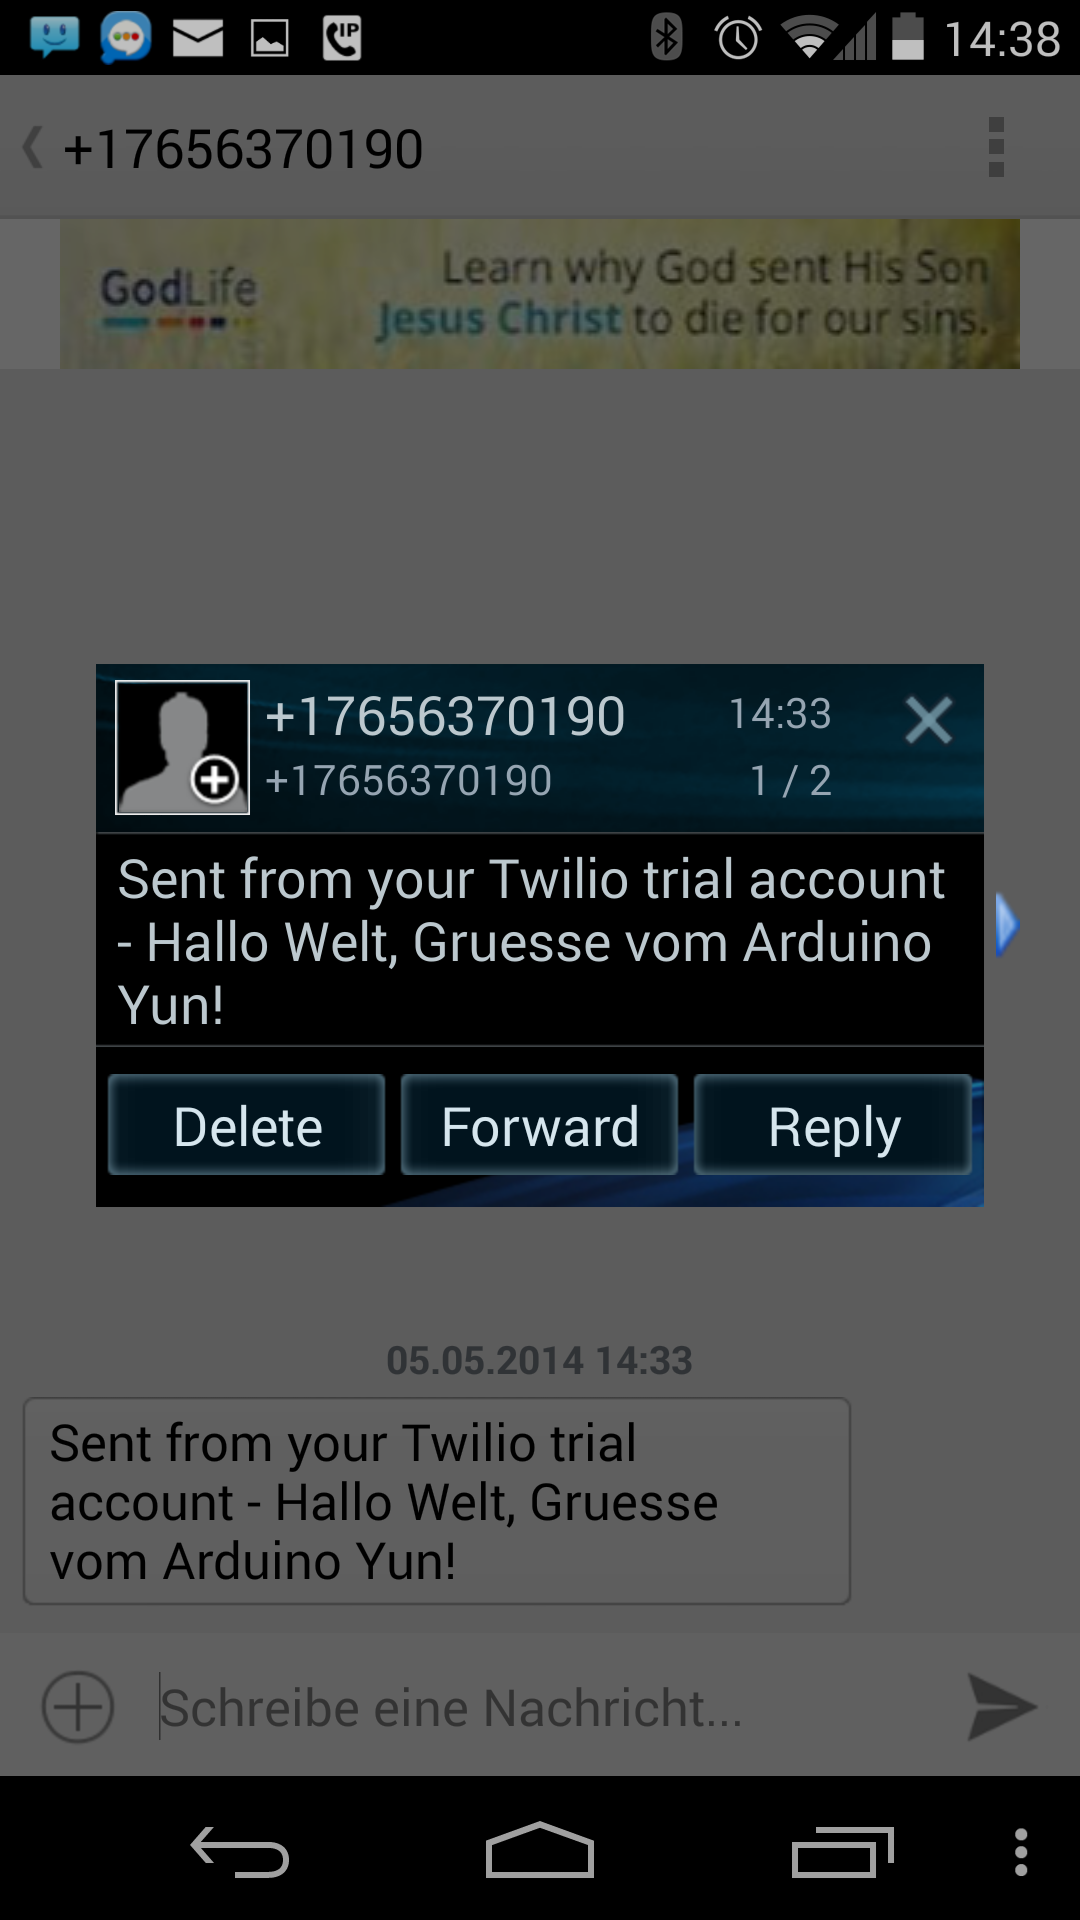 IP
14:38
+17656370190
GodLife
Learn why God sent His Son
Jesus Christ to die for our sins.
+17656370190
14:33
+17656370190
1 / 2
Sent from your Twilio trial account
- Hallo Welt, Gruesse vom Arduino
Yun!
Delete
Forward
Reply
05.05.2014 14:33
Sent from your Twilio trial
account - Hallo Welt, Gruesse
vom Arduino Yun!
Schreibe eine Nachricht...